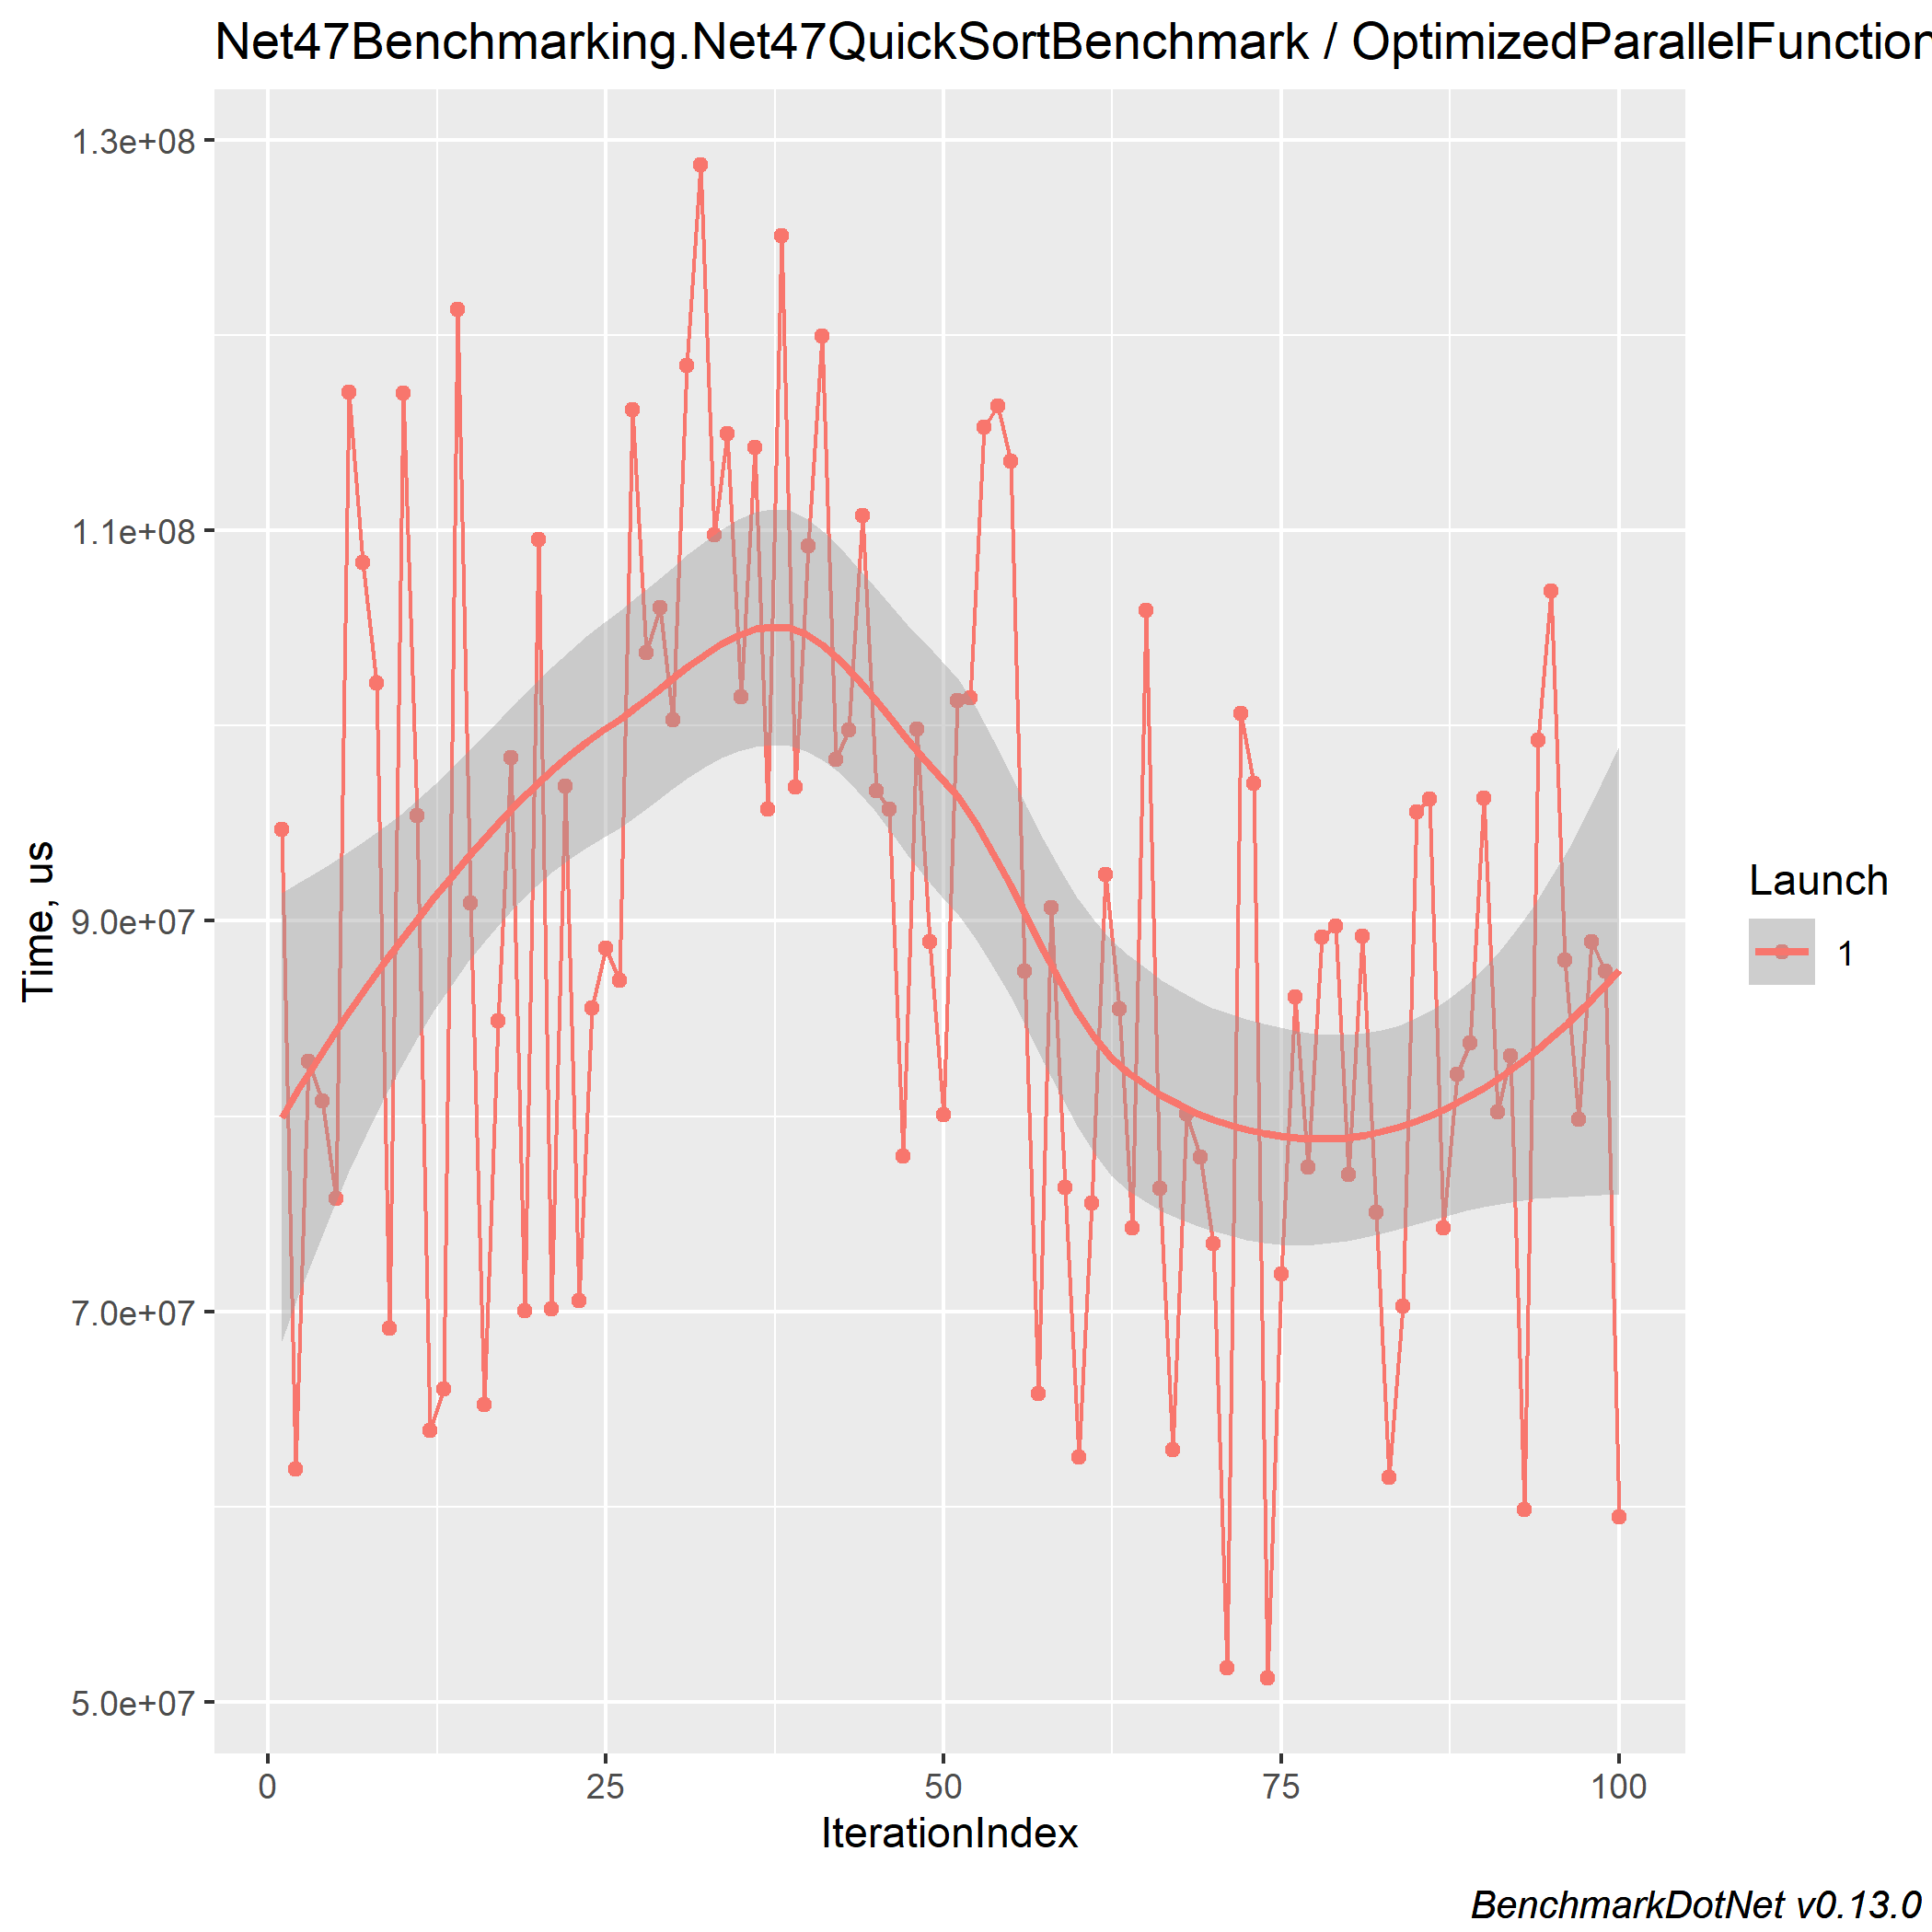 Net47Benchmarking.Net47QuickSortBenchmark / OptimizedParallelFunction
1.3e+08
1.1e+08
9.0e+07
7.0e+07
5.0e+07
Time, us
0 25 50 75 100
IterationIndex
Launch
1
BenchmarkDotNet v0.13.0